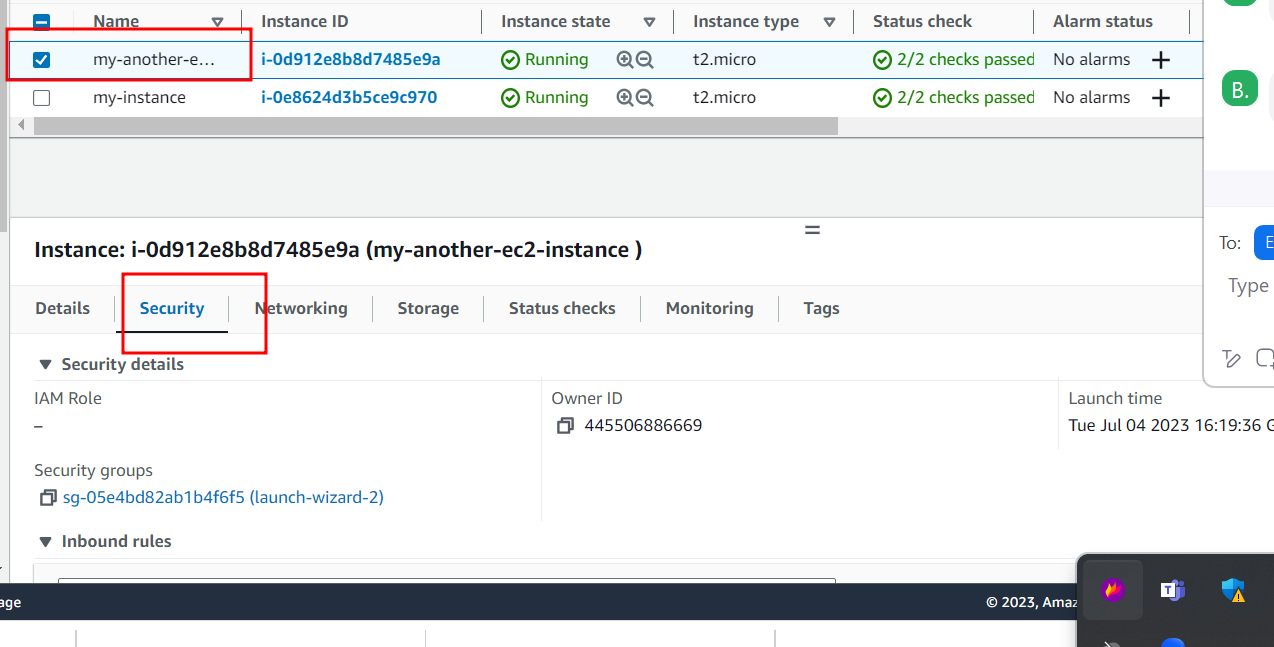 Name Instance ID Instance state Instance type Status check Alarm status
my-another-e... i-0d912e8b8d7485e9a Running t2.micro 2/2 checks passed No alarms +
my-instance i-0e8624d3b5ce9c970 Running t2.micro 2/2 checks passed No alarms +
B.
Instance: i-0d912e8b8d7485e9a (my-another-ec2-instance )
To: E
Type
Details Security Networking Storage Status checks Monitoring Tags
Security details
IAM Role Owner ID Launch time
– 445506886669 Tue Jul 04 2023 16:19:36 G
Security groups
sg-05e4bd82ab1b4f6f5 (launch-wizard-2)
Inbound rules
age © 2023, Amaz
T